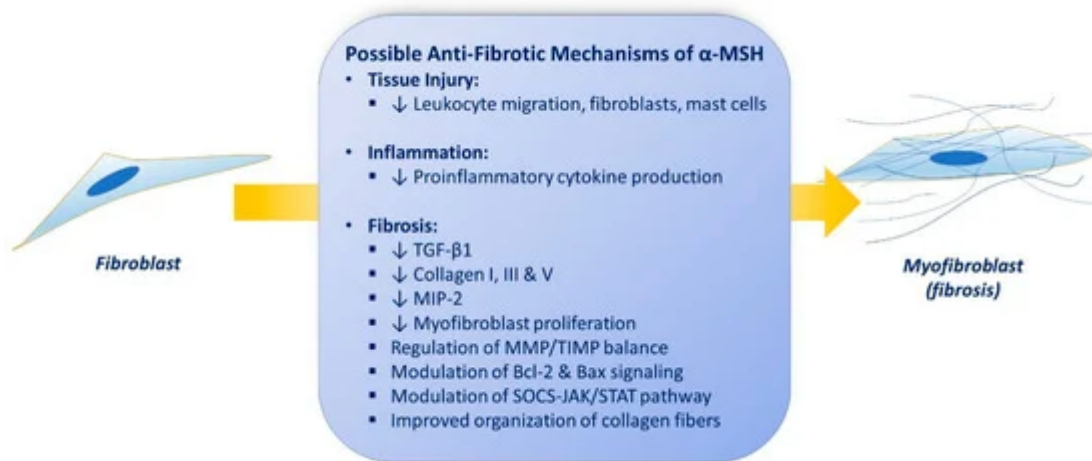 Possible Anti-Fibrotic Mechanisms of α-MSH
• Tissue Injury:
▪ ↓ Leukocyte migration, fibroblasts, mast cells
• Inflammation:
▪ ↓ Proinflammatory cytokine production
• Fibrosis:
▪ ↓ TGF-β1
▪ ↓ Collagen I, III & V
▪ ↓ MIP-2
▪ ↓ Myofibroblast proliferation
▪ Regulation of MMP/TIMP balance
▪ Modulation of Bcl-2 & Bax signaling
▪ Modulation of SOCS-JAK/STAT pathway
▪ Improved organization of collagen fibers
Fibroblast
Myofibroblast
(fibrosis)